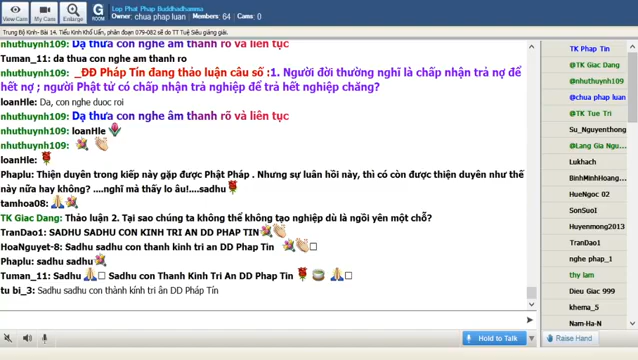 Lop Phat Phap Buddhadhamma
Owner: chua phap luan  Members: 64  Cams: 0
View Cam  My Cam  Enlarge  ROOM
Trung Bộ Kinh- Bài 14. Tiểu Kinh Khổ Uẩn, phân đoạn 079-082 sẽ do TT Tuệ Siêu giảng giải.
nhuthuynh109: Dạ thưa con nghe âm thanh rõ và liên tục
Tuman_11: da thua con nghe am thanh ro
nhuthuynh109: _ĐĐ Pháp Tín đang thảo luận câu số :1. Người đời thường nghĩ là chấp nhận trả nợ để
hết nợ ; người Phật tử có chấp nhận trả nghiệp để trả hết nghiệp chăng?
loanHle: Da, con nghe duoc roi
nhuthuynh109: Dạ thưa con nghe âm thanh rõ và liên tục
nhuthuynh109: loanHle
nhuthuynh109:
loanHle:
Phaplu: Thiện duyên trong kiếp này gặp được Phật Pháp . Nhưng sự luân hồi này, thì có còn được thiện duyên như thế
này nữa hay không? ....nghĩ mà thấy lo âu!...sadhu
tamhoa08:
TK Giac Dang: Thảo luận 2. Tại sao chúng ta không thể không tạo nghiệp dù là ngồi yên một chỗ?
TranDao1: SADHU SADHU CON KINH TRI AN DD PHAP TIN
HoaNguyet-8: Sadhu sadhu con thanh kinh tri an DD Phap Tin
Phaplu: sadhu sadhu
Tuman_11: Sadhu  Sadhu con Thanh Kinh Tri An DD Phap Tin
tu bi_3: Sadhu sadhu con thành kính tri ân DD Pháp Tín
Hold to Talk
TK Phap Tin
@TK Giac Dang
@nhuthuynh109
@chua phap luan
@TK Tue Tri
Su_Nguyenthong
@Lang Gia Ngu...
Lukhach
BinhMinhHoang...
HueNgoc 02
SonSuoI
Huyenmong2013
TranDao1
nghe phap_1
thy lam
Dieu Giac 999
khema_5
Nam-Ha-N
Raise Hand